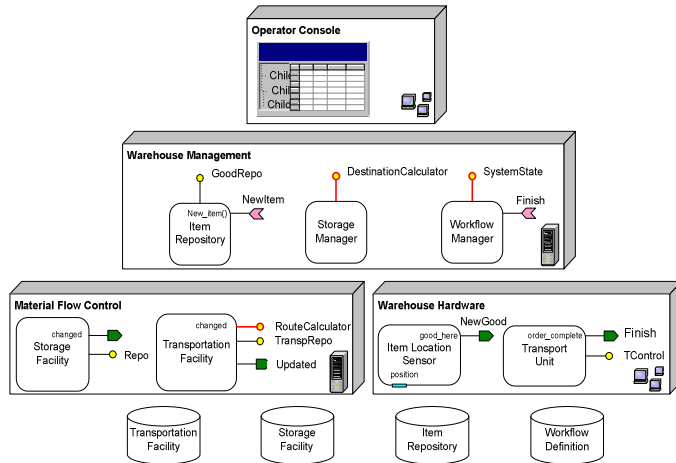 Operator Console
Chil
Chil
Child
Warehouse Management
GoodRepo
DestinationCalculator
SystemState
New_item()
NewItem
Item
Repository
Storage
Manager
Workflow
Manager
Finish
Material Flow Control
changed
Storage
Facility
Repo
changed
Transportation
Facility
RouteCalculator
TranspRepo
Updated
Warehouse Hardware
good_here
NewGood
Item Location
Sensor
position
order_complete
Transport
Unit
Finish
TControl
Transportation
Facility
Storage
Facility
Item
Repository
Workflow
Definition